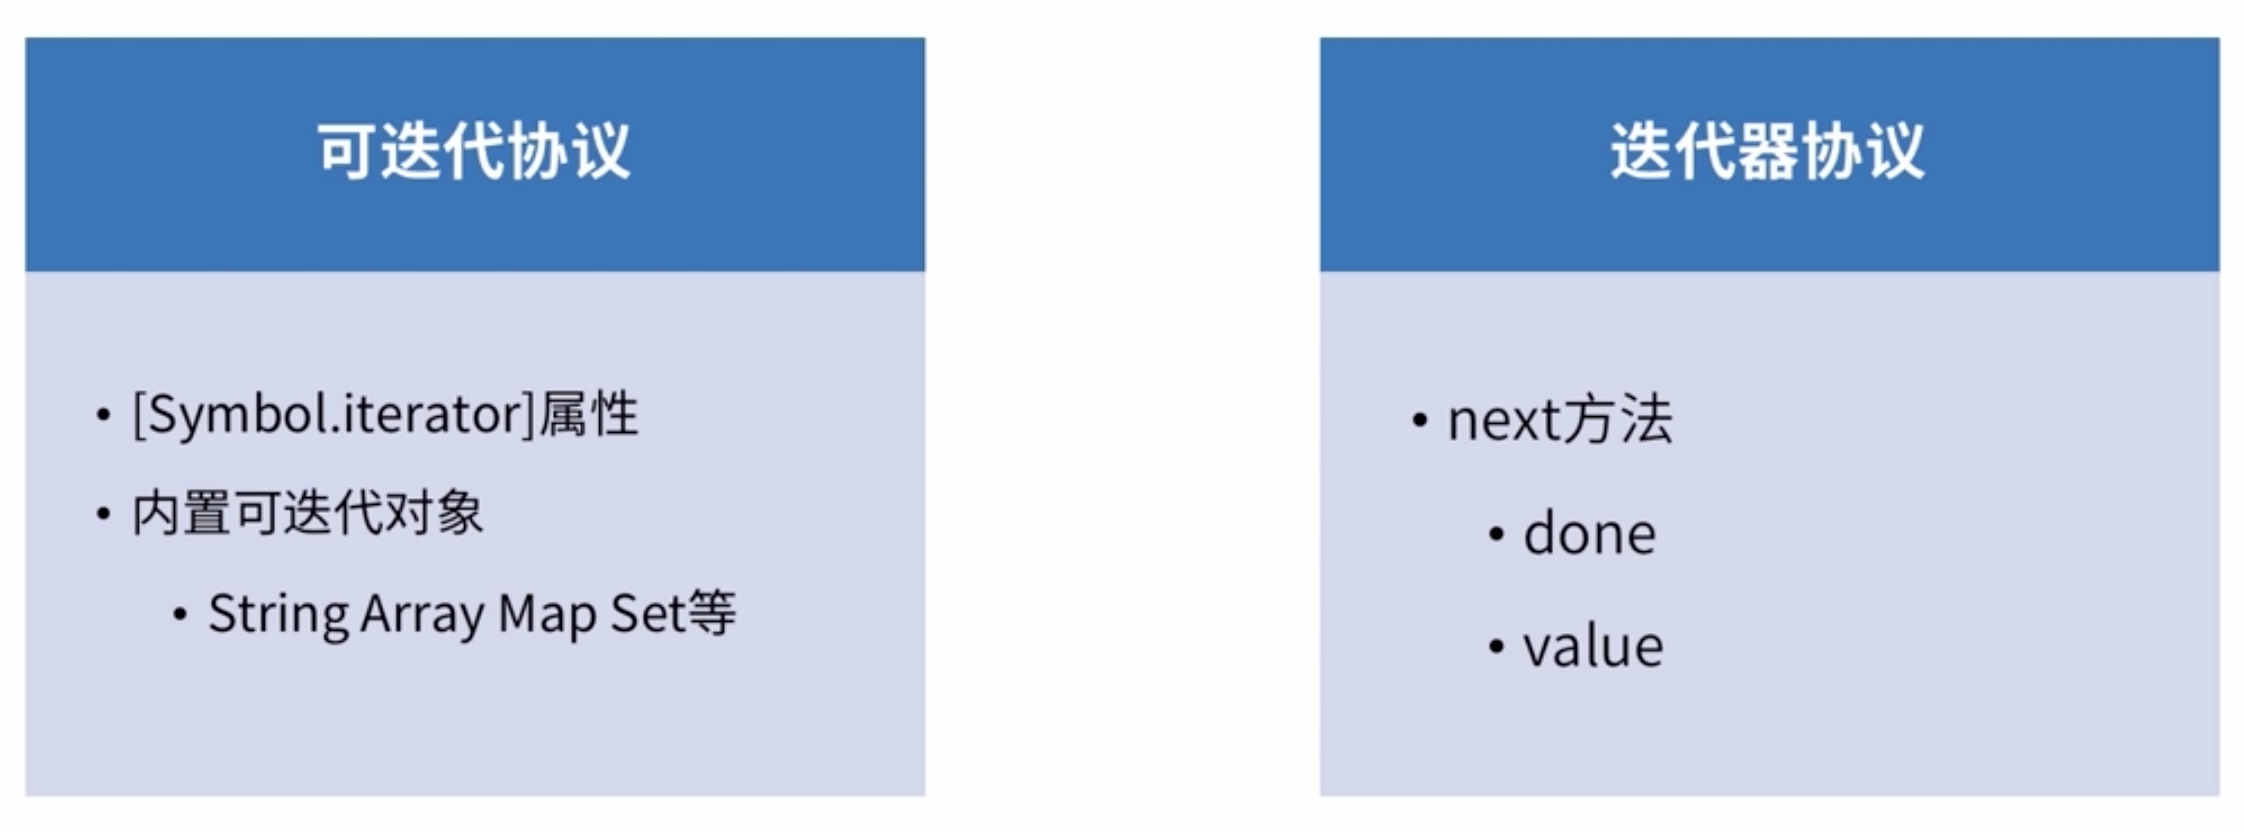 可迭代协议
• [Symbol.iterator]属性
• 内置可迭代对象
• String Array Map Set等
迭代器协议
• next方法
• done
• value